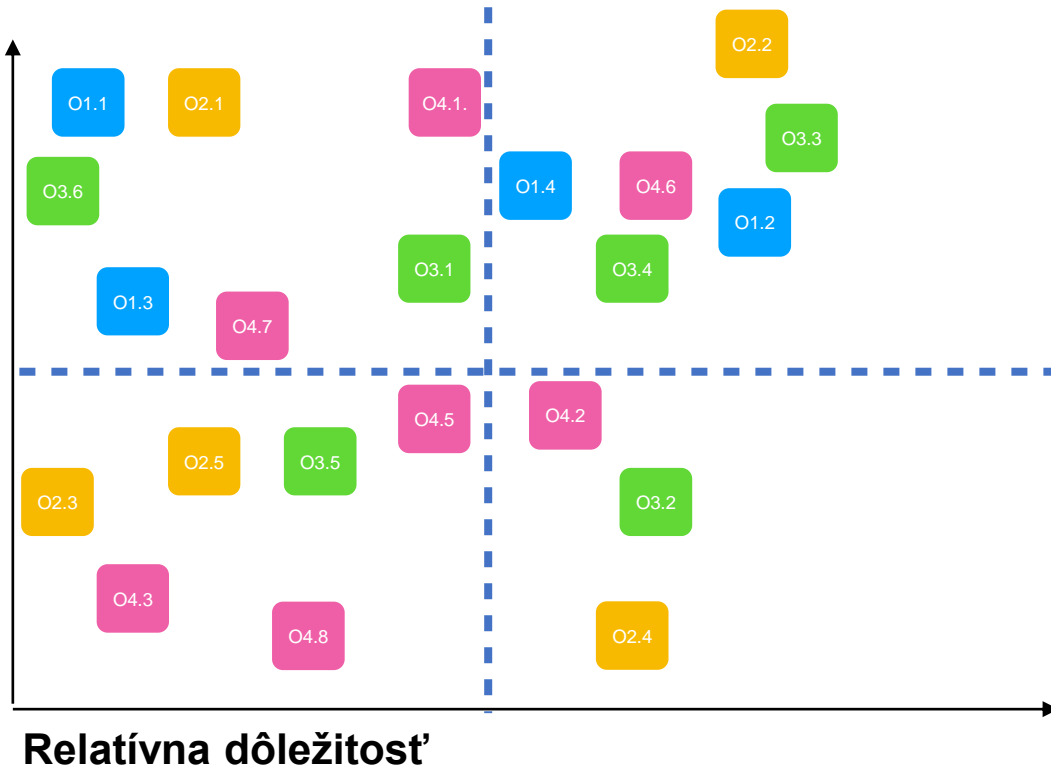 O2.2
O1.1
O2.1
O4.1.
O3.3
O3.6
O1.4
O4.6
O1.2
O3.1
O3.4
O1.3
O4.7
O4.5
O4.2
O2.5
O3.5
O2.3
O3.2
O4.3
O4.8
O2.4
Relatívna dôležitosť